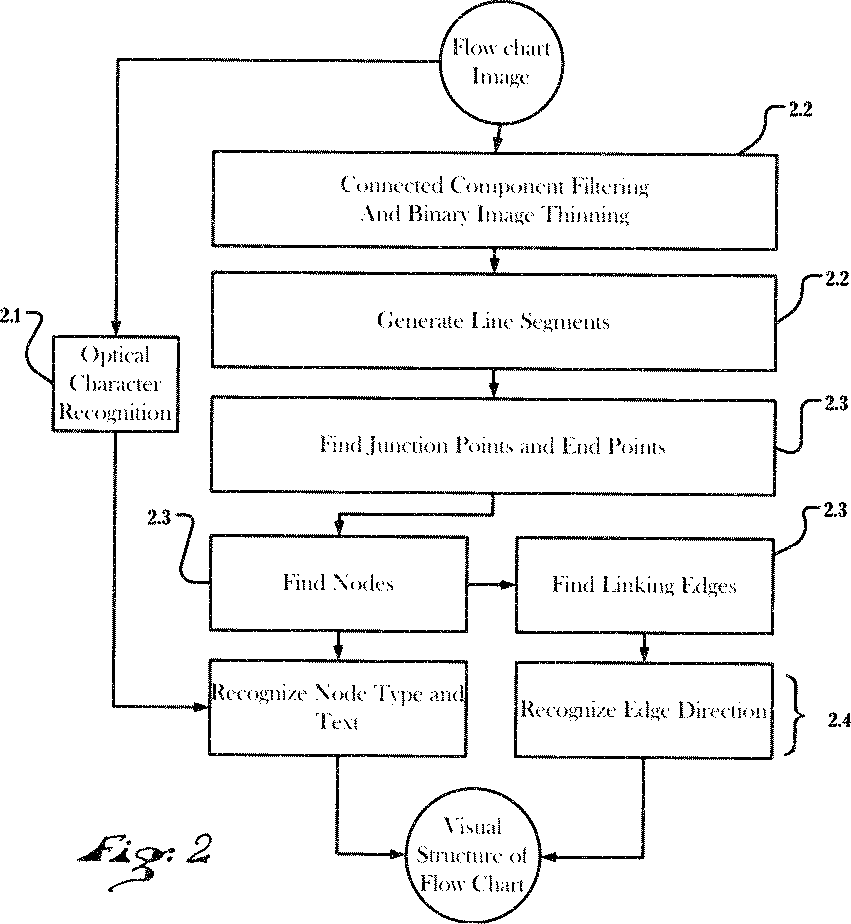 Flow chart
Image
2.2
Connected Component Filtering
And Binary Image Thinning
2.2
Generate Line Segments
2.1
Optical
Character
Recognition
2.3
Find Junction Points and End Points
2.3
2.3
Find Nodes
Find Linking Edges
Recognize Node Type and
Text
Recognize Edge Direction
2.4
Visual
Structure of
Flow Chart
Fig: 2